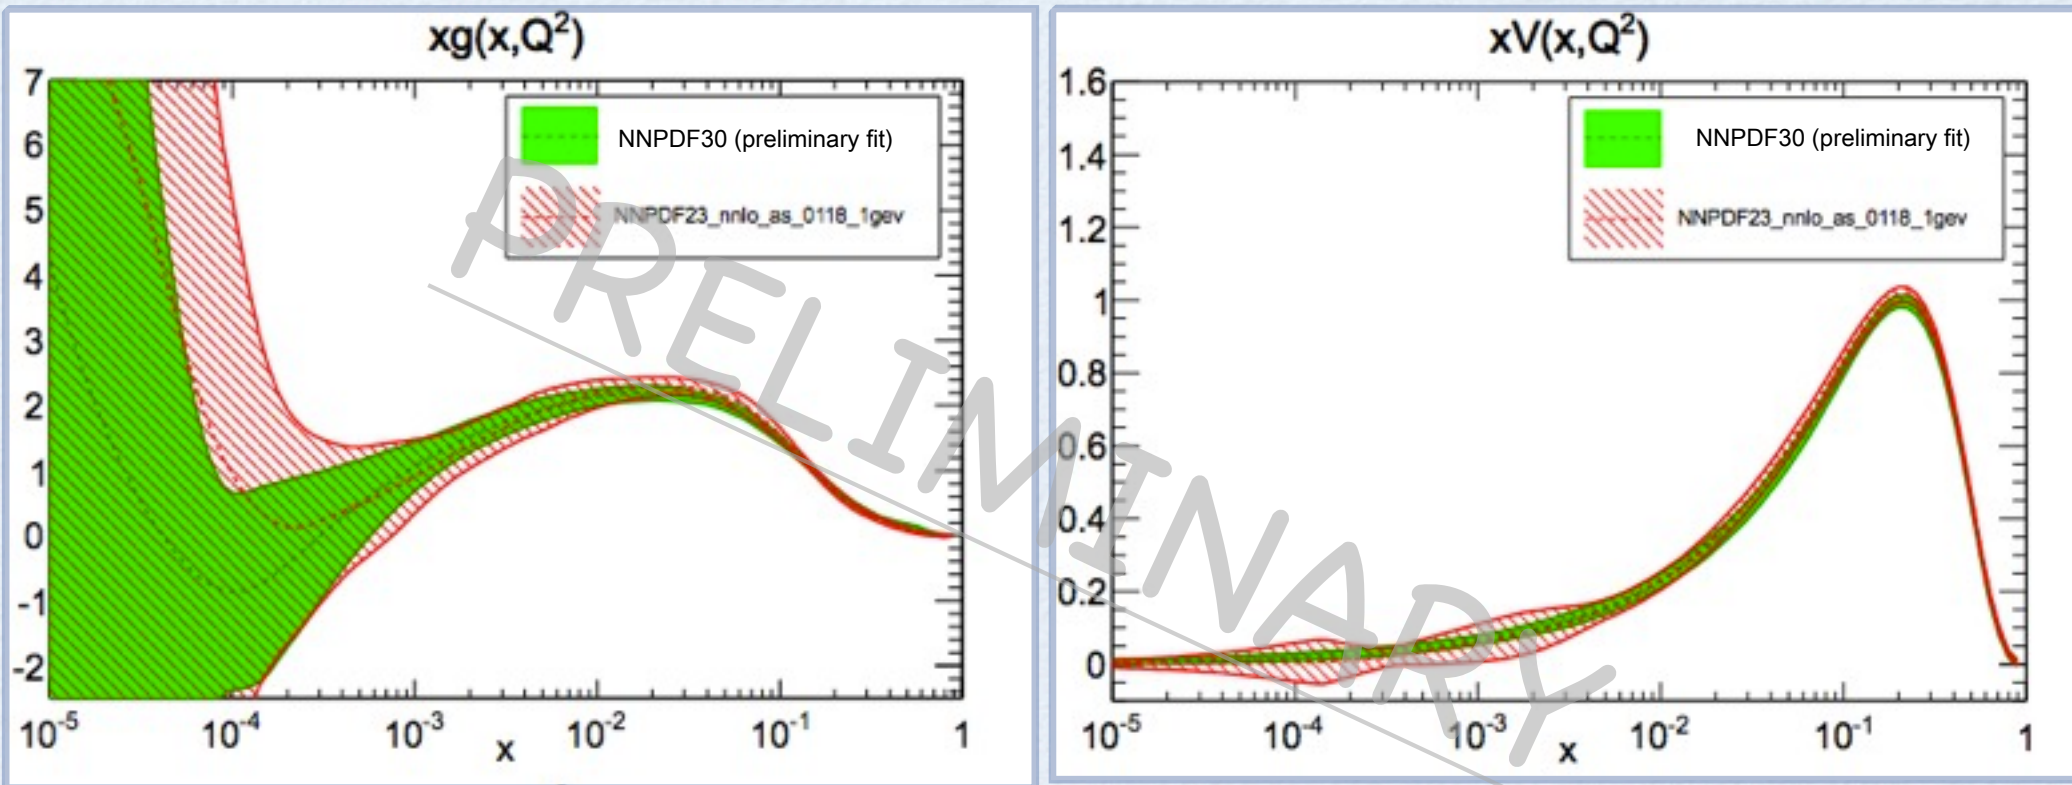 xg(x,Q²)
7
6
5
4
3
2
1
0
-1
-2
NNPDF30 (preliminary fit)
NNPDF23_nnlo_as_0118_1gev
10⁻⁵ 10⁻⁴ 10⁻³ 10⁻² 10⁻¹ 1
x
xV(x,Q²)
1.6
1.4
1.2
1
0.8
0.6
0.4
0.2
0
NNPDF30 (preliminary fit)
NNPDF23_nnlo_as_0118_1gev
10⁻⁵ 10⁻⁴ 10⁻³ 10⁻² 10⁻¹ 1
x
PRELIMINARY